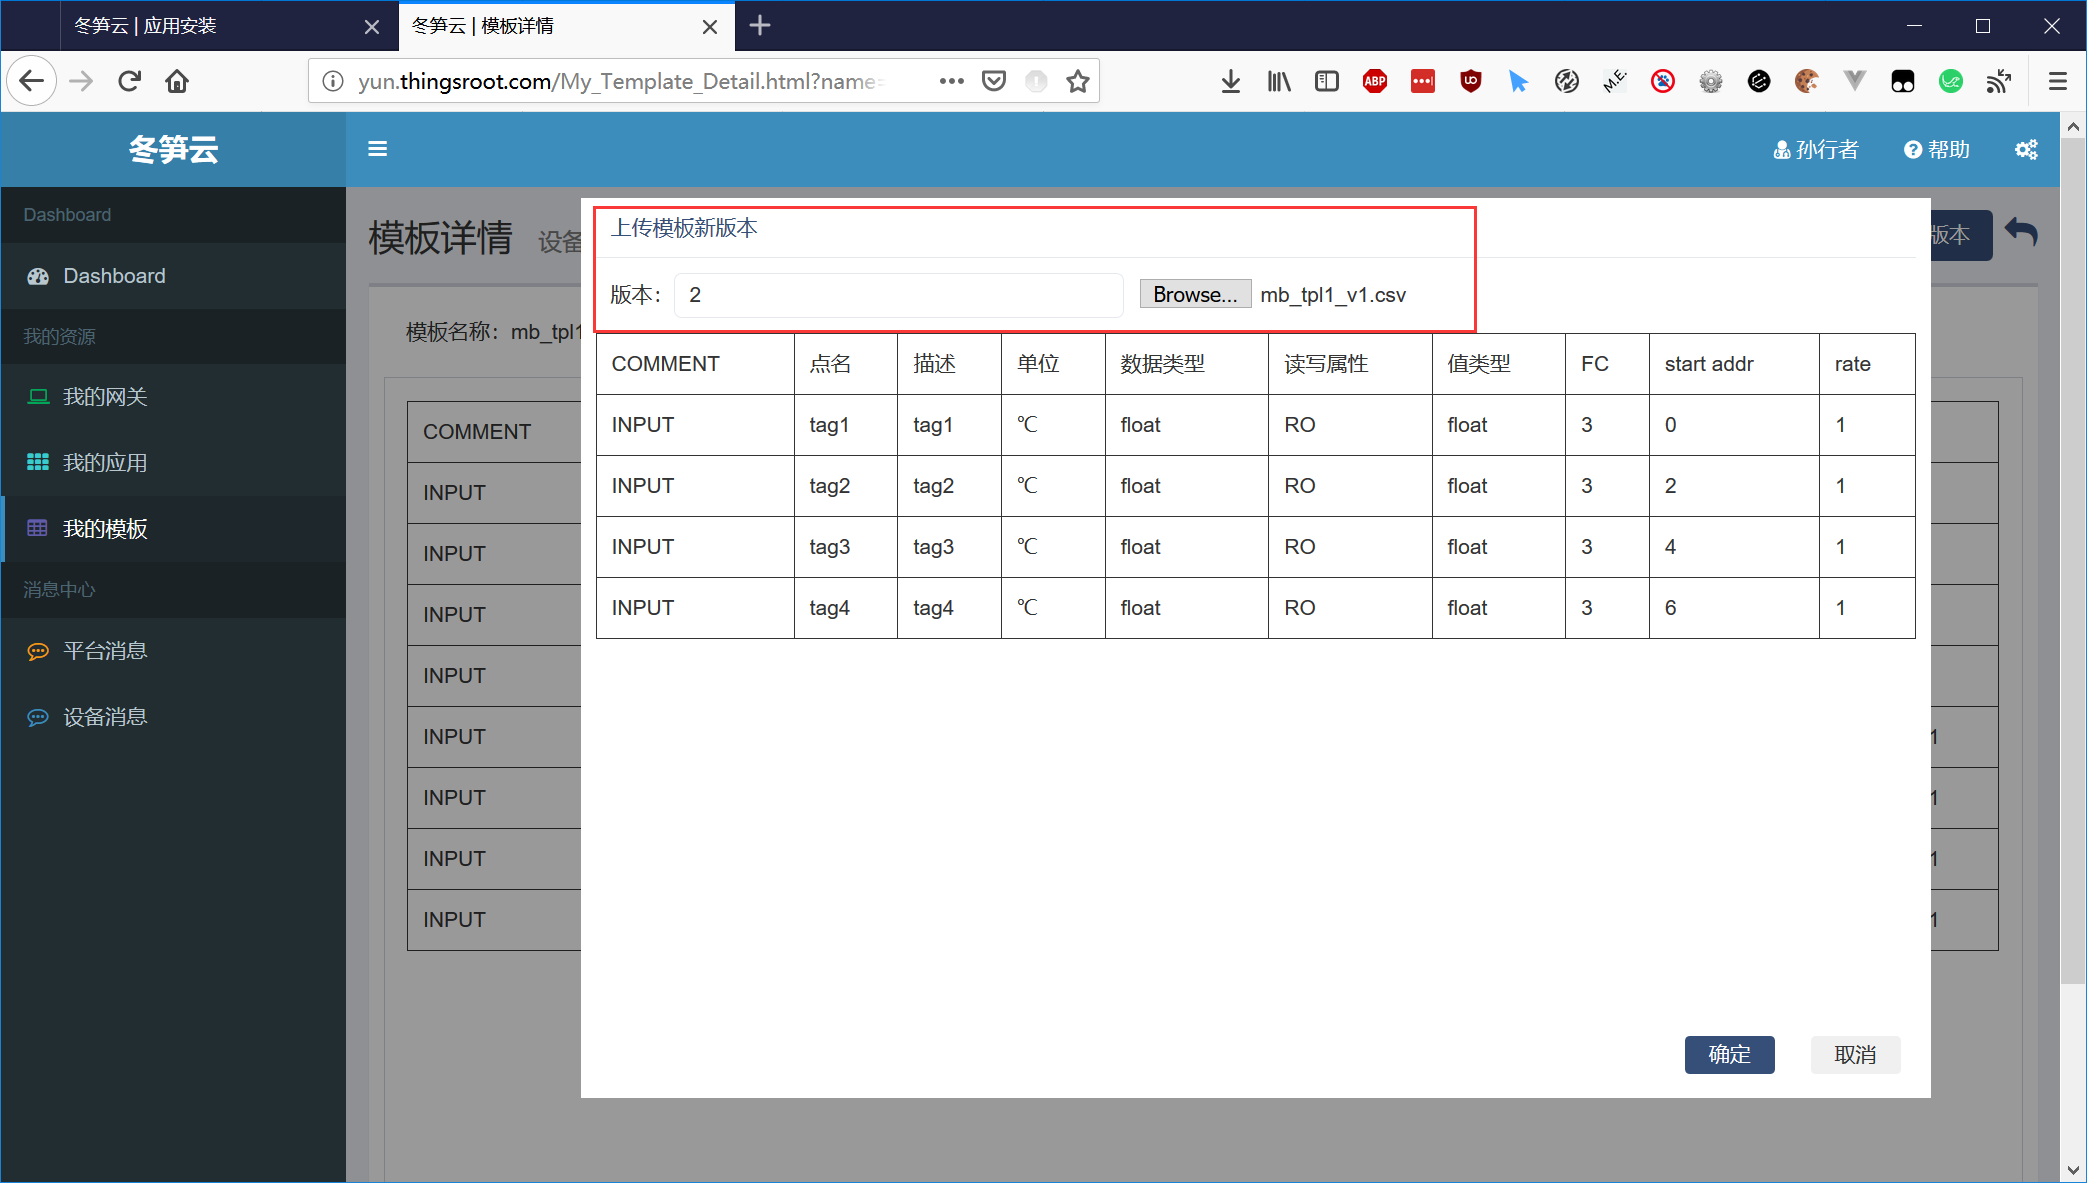 冬笋云 | 应用安装
冬笋云 | 模板详情
yun.thingsroot.com/My_Template_Detail.html?name=
ABP
M.E.
冬笋云
孙行者
帮助
Dashboard
Dashboard
我的资源
我的网关
我的应用
我的模板
消息中心
平台消息
设备消息
模板详情 设备
版本
模板名称：mb_tpl1
COMMENT
INPUT
INPUT
INPUT
INPUT
INPUT 1
INPUT 1
INPUT 1
INPUT 1
上传模板新版本
版本： 2 Browse... mb_tpl1_v1.csv
COMMENT 点名 描述 单位 数据类型 读写属性 值类型 FC start addr rate
INPUT tag1 tag1 ℃ float RO float 3 0 1
INPUT tag2 tag2 ℃ float RO float 3 2 1
INPUT tag3 tag3 ℃ float RO float 3 4 1
INPUT tag4 tag4 ℃ float RO float 3 6 1
确定 取消